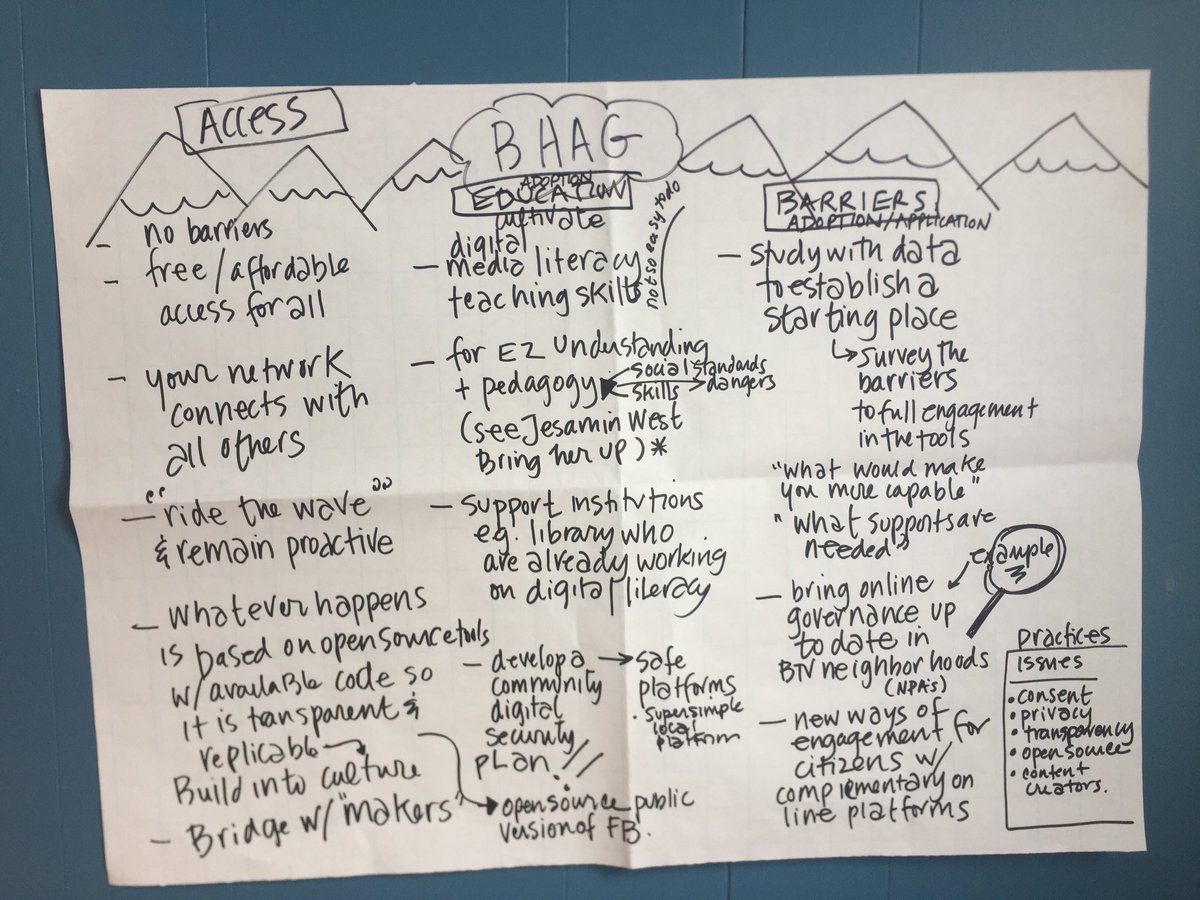 Access
no barriers
free/affordable
access for all
your network
connects with
all others
"ride the wave"
& remain proactive
whatever happens
is based on open source tools
w/ available code so
it is transparent &
replicable →
Build into culture
Bridge w/ "makers"
BHAG
ADOPTION
EDUCATION
cultivate
digital
media literacy
teaching skills
not so easy to do
for EZ understanding
+ pedagogy
social standards
skills
dangers
(see Jesamin West
Bring her up) *
support institutions
e.g. library who
are already working
on digital literacy
develop a
community
digital
security
PLAN!!
→ safe
platforms
· supersimple
local
platform
open source public
version of FB.
BARRIERS
ADOPTION/APPLICATION
study with data
to establish a
starting place
survey the
barriers
to full engagement
in the tools
"what would make
you more capable"
"what supports are
needed"
example
bring online
governance up
to date in
BTV neighborhoods
(NPA's)
new ways of
engagement for
citizens w/
complementary on
line platforms
Practices
ISSUES
• consent
• privacy
• transparency
• open source
• content
creators.